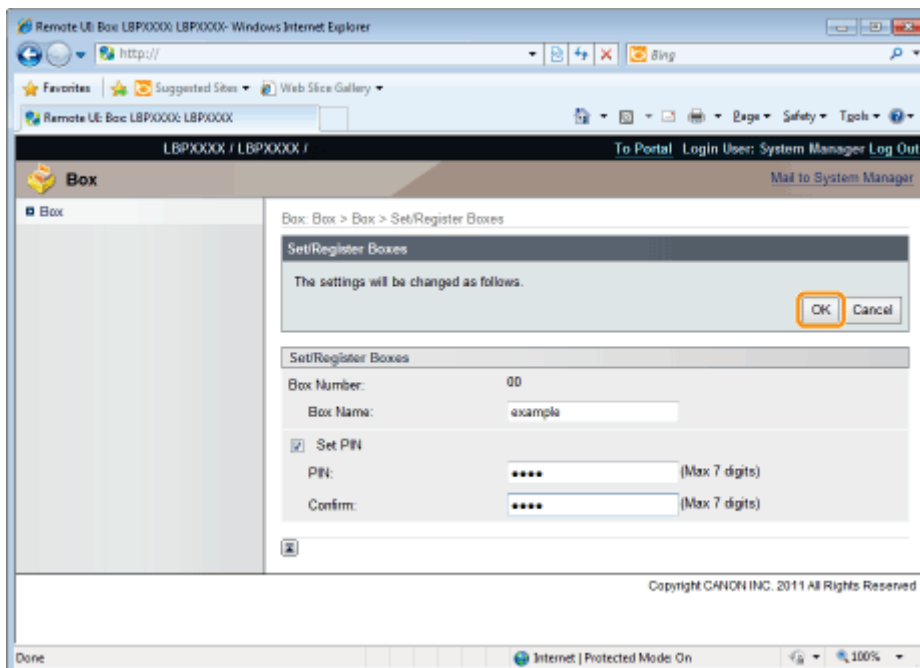 Remote UI: Box: LBPXXXX: LBPXXXX- Windows Internet Explorer
http://
Bing
Favorites Suggested Sites Web Slice Gallery
Remote UI: Box: LBPXXXX: LBPXXXX
Page Safety Tools
LBPXXXX / LBPXXXX /
To Portal Login User: System Manager Log Out
Box
Mail to System Manager
Box
Box: Box > Box > Set/Register Boxes
Set/Register Boxes
The settings will be changed as follows.
OK Cancel
Set/Register Boxes
Box Number: 00
Box Name: example
Set PIN
PIN: •••• (Max 7 digits)
Confirm: •••• (Max 7 digits)
Copyright CANON INC. 2011 All Rights Reserved
Done
Internet | Protected Mode: On
100%